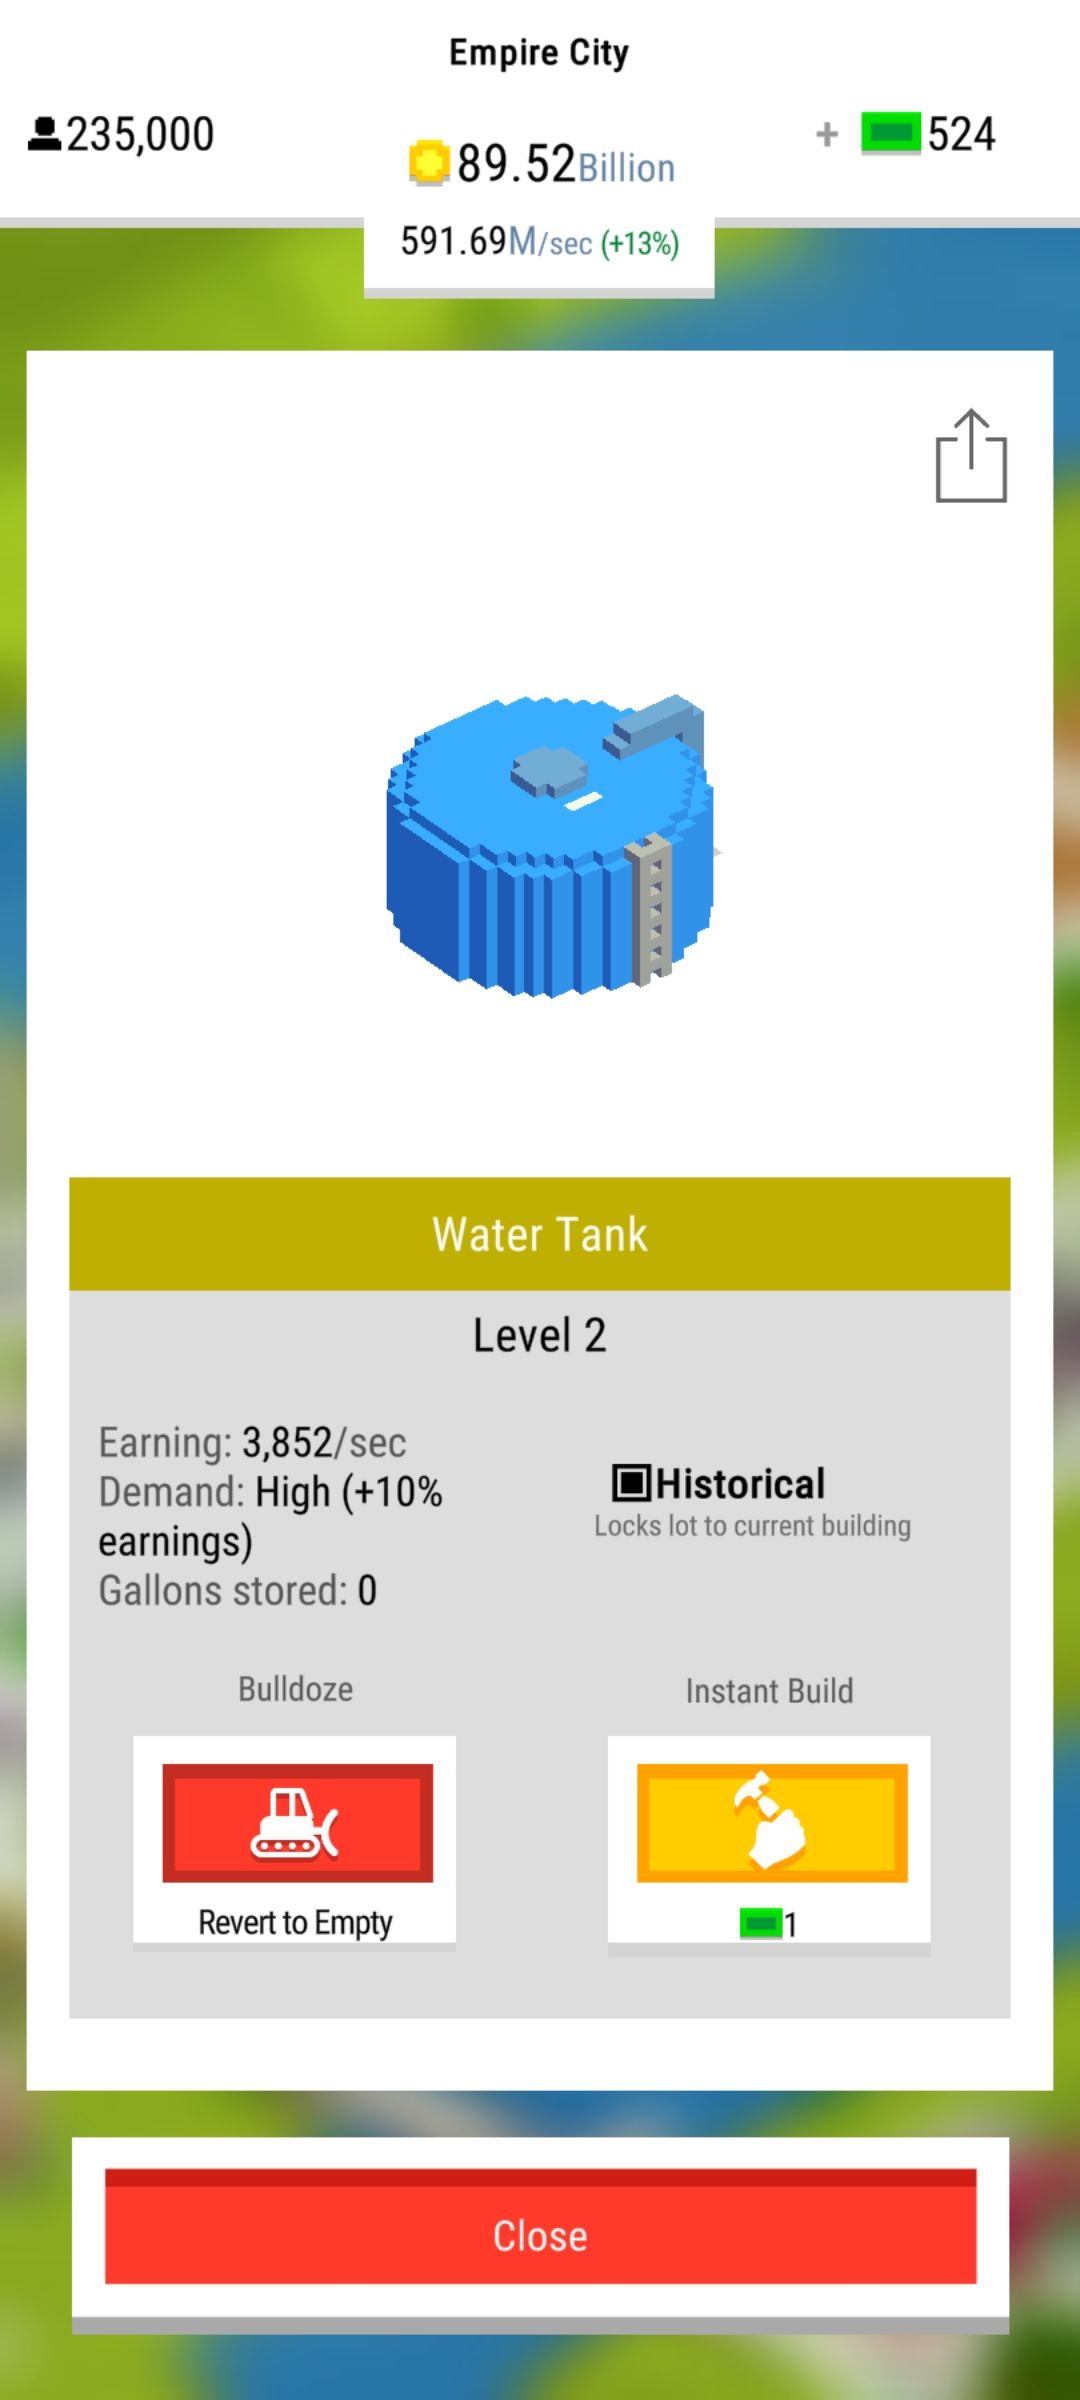 Empire City
235,000
89.52Billion
+ 524
591.69M/sec (+13%)
Water Tank
Level 2
Earning: 3,852/sec
Demand: High (+10%
earnings)
Gallons stored: 0
Historical
Locks lot to current building
Bulldoze
Revert to Empty
Instant Build
1
Close